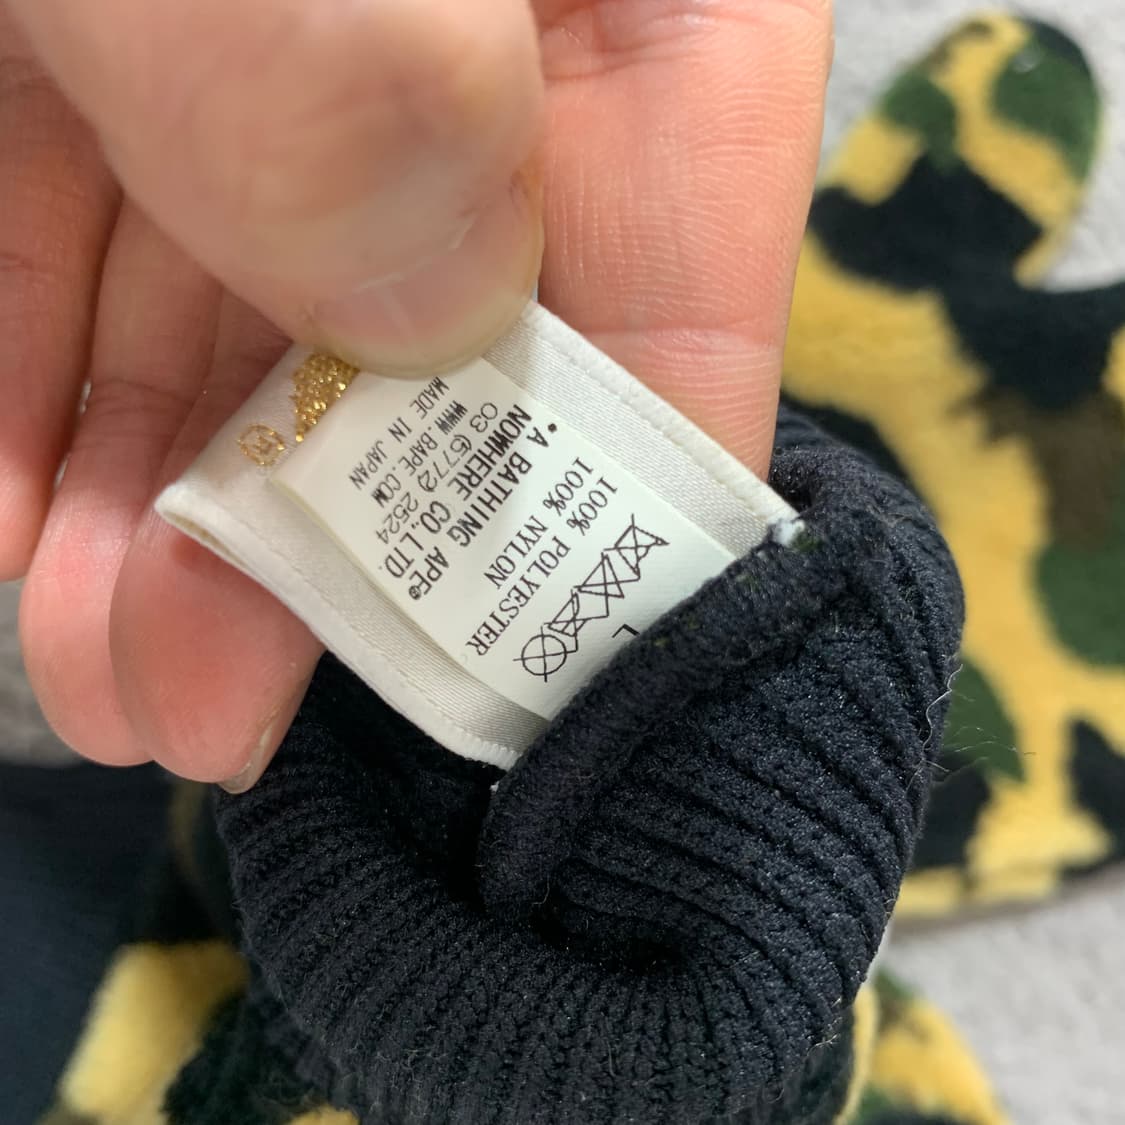 L
100% POLYESTER
100% NYLON
*A BATHING APE®
NOWHERE CO., LTD.
03 (5772) 2524
WWW.BAPE.COM
MADE IN JAPAN
®